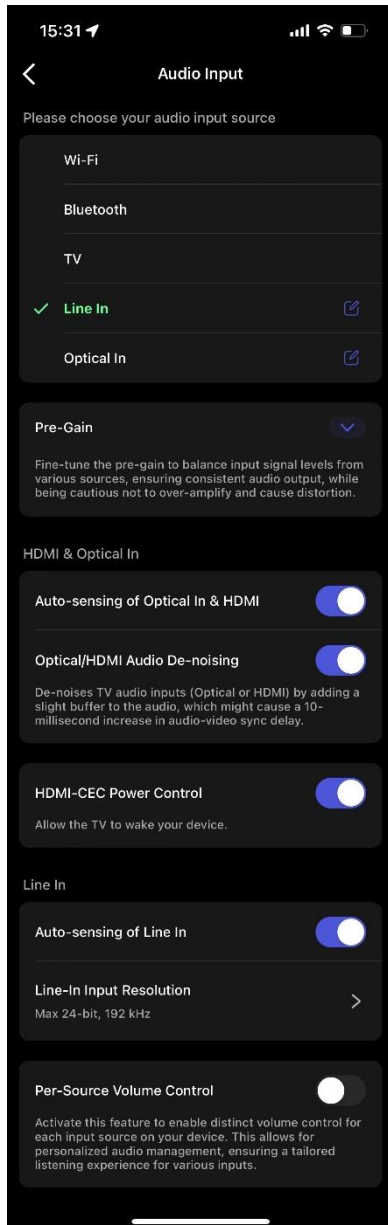 15:31
Audio Input
Please choose your audio input source
Wi-Fi
Bluetooth
TV
Line In
Optical In
Pre-Gain
Fine-tune the pre-gain to balance input signal levels from
various sources, ensuring consistent audio output, while
being cautious not to over-amplify and cause distortion.
HDMI & Optical In
Auto-sensing of Optical In & HDMI
Optical/HDMI Audio De-noising
De-noises TV audio inputs (Optical or HDMI) by adding a
slight buffer to the audio, which might cause a 10-
millisecond increase in audio-video sync delay.
HDMI-CEC Power Control
Allow the TV to wake your device.
Line In
Auto-sensing of Line In
Line-In Input Resolution
Max 24-bit, 192 kHz
Per-Source Volume Control
Activate this feature to enable distinct volume control for
each input source on your device. This allows for
personalized audio management, ensuring a tailored
listening experience for various inputs.